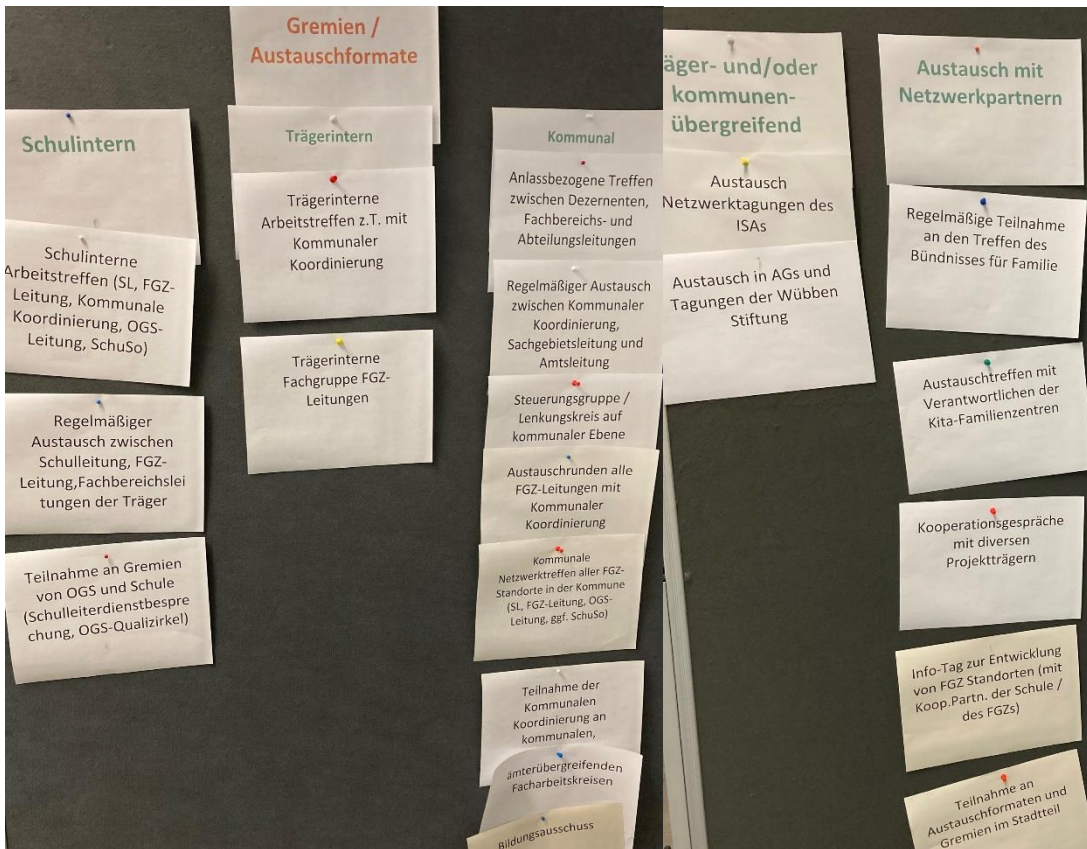 Gremien /
Austauschformate
Schulintern
Schulinterne
Arbeitstreffen (SL, FGZ-
Leitung, Kommunale
Koordinierung, OGS-
Leitung, SchuSo)
Regelmäßiger
Austausch zwischen
Schulleitung, FGZ-
Leitung,Fachbereichslei
tungen der Träger
Teilnahme an Gremien
von OGS und Schule
(Schulleiterdienstbespre
chung, OGS-Qualizirkel)
Trägerintern
Trägerinterne
Arbeitstreffen z.T. mit
Kommunaler
Koordinierung
Trägerinterne
Fachgruppe FGZ-
Leitungen
Kommunal
Anlassbezogene Treffen
zwischen Dezernenten,
Fachbereichs- und
Abteilungsleitungen
Regelmäßiger Austausch
zwischen Kommunaler
Koordinierung,
Sachgebietsleitung und
Amtsleitung
Steuerungsgruppe /
Lenkungskreis auf
kommunaler Ebene
Austauschrunden alle
FGZ-Leitungen mit
Kommunaler
Koordinierung
Kommunale
Netzwerktreffen aller FGZ-
Standorte in der Kommune
(SL, FGZ-Leitung, OGS-
Leitung, ggf. SchuSo)
Teilnahme der
Kommunalen
Koordinierung an
kommunalen,
ämterübergreifenden
Facharbeitskreisen
Bildungsausschuss
äger- und/oder
kommunen-
übergreifend
Austausch
Netzwerktagungen des
ISAs
Austausch in AGs und
Tagungen der Wübben
Stiftung
Austausch mit
Netzwerkpartnern
Regelmäßige Teilnahme
an den Treffen des
Bündnisses für Familie
Austauschtreffen mit
Verantwortlichen der
Kita-Familienzentren
Kooperationsgespräche
mit diversen
Projektträgern
Info-Tag zur Entwicklung
von FGZ Standorten (mit
Koop.Partn. der Schule /
des FGZs)
Teilnahme an
Austauschformaten und
Gremien im Stadtteil